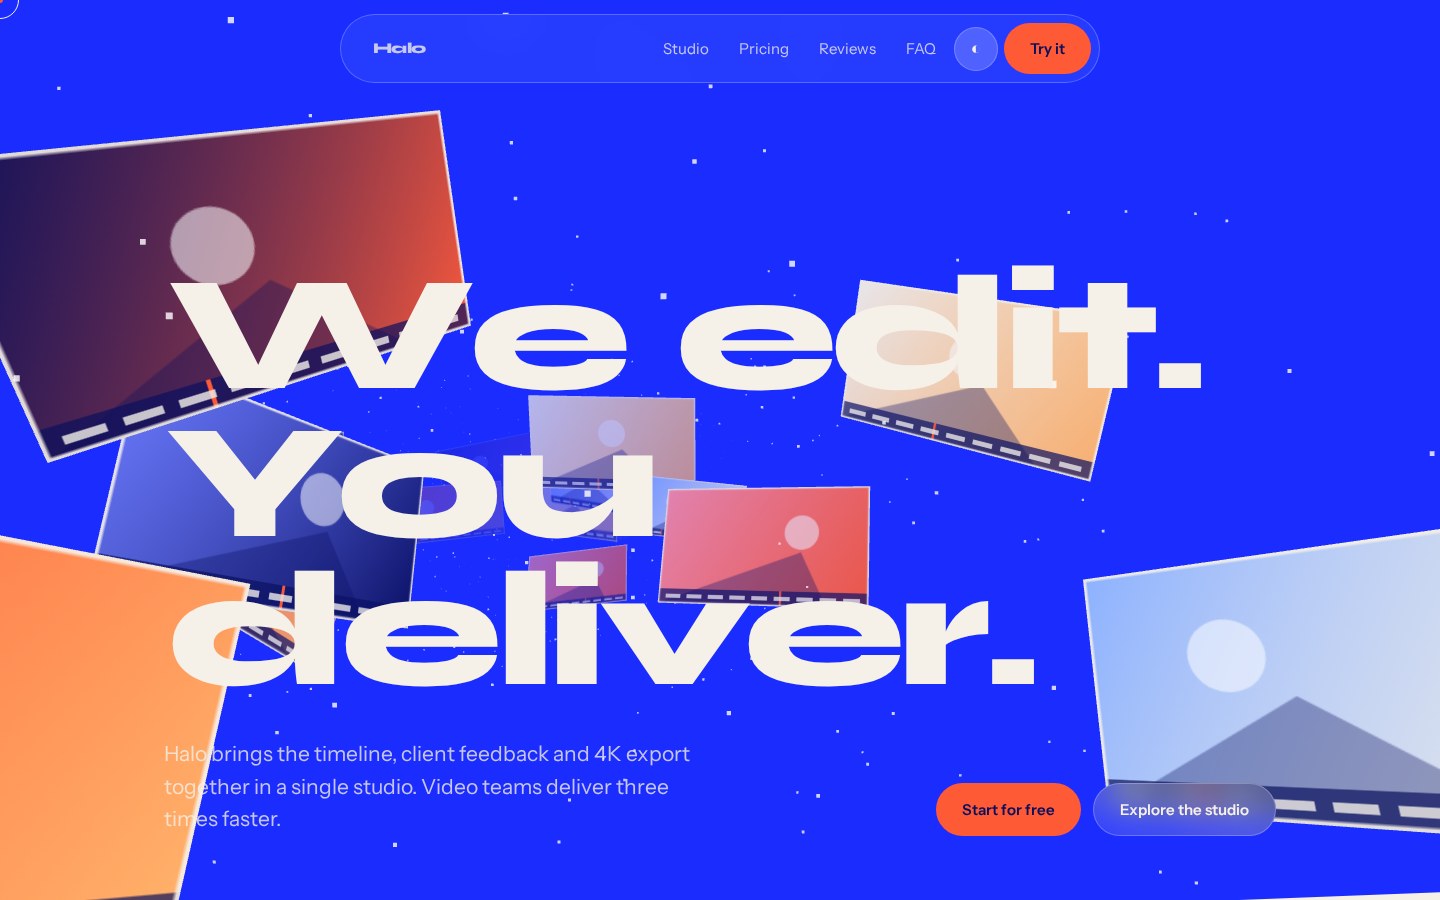 Halo
Studio
Pricing
Reviews
FAQ
Try it
We edit.
You
deliver.
Halo brings the timeline, client feedback and 4K export
together in a single studio. Video teams deliver three
times faster.
Start for free
Explore the studio